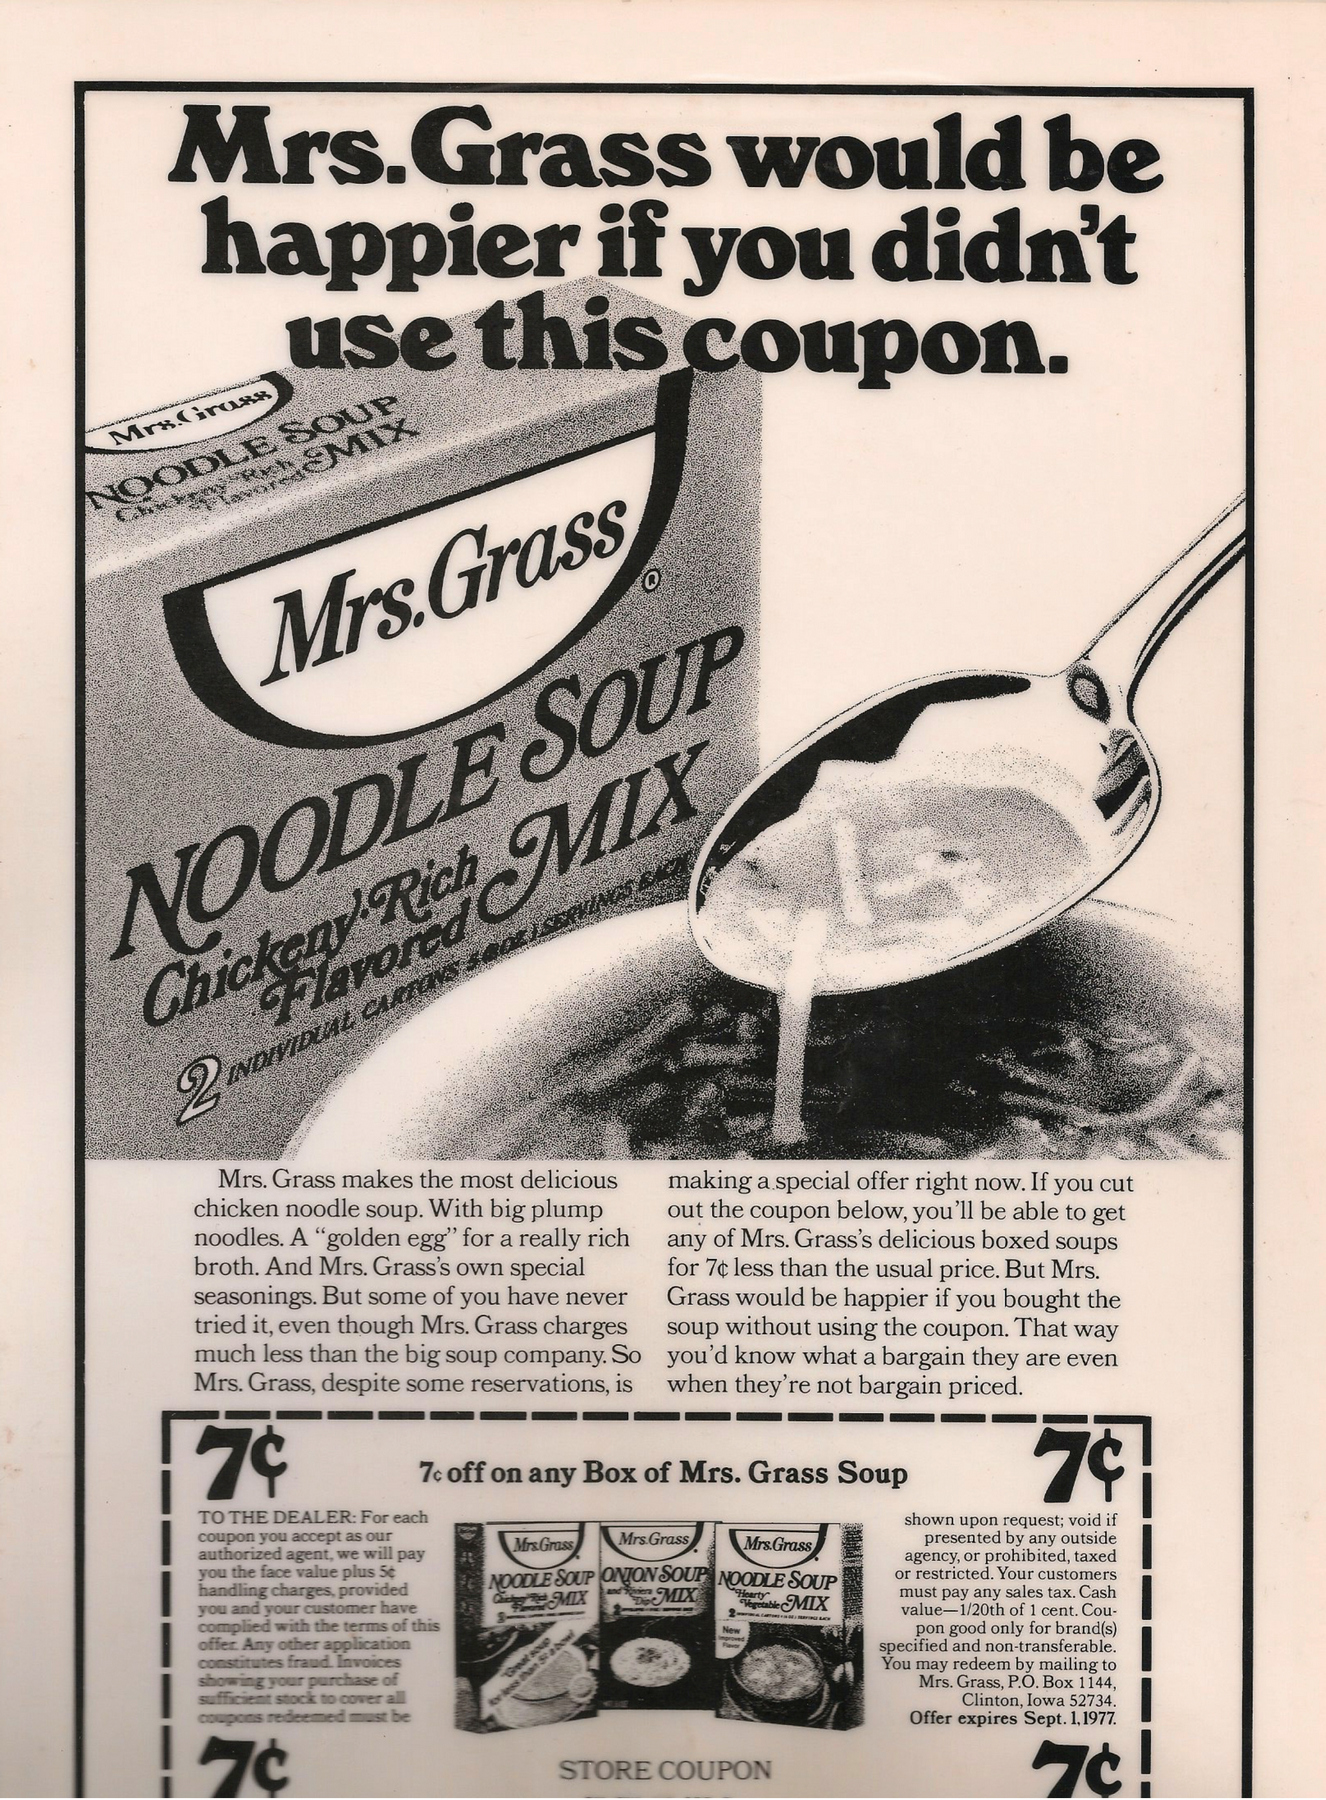 Mrs. Grass would be
happier if you didn't
use this coupon.
Mrs. Grass
NOODLE SOUP
Chickeny Rich
Flavored MIX
Mrs. Grass
®
NOODLE SOUP
Chickeny Rich
Flavored MIX
2 INDIVIDUAL CARTONS SERVINGS EACH
Mrs. Grass makes the most delicious
chicken noodle soup. With big plump
noodles. A “golden egg” for a really rich
broth. And Mrs. Grass's own special
seasonings. But some of you have never
tried it, even though Mrs. Grass charges
much less than the big soup company. So
Mrs. Grass, despite some reservations, is
making a special offer right now. If you cut
out the coupon below, you'll be able to get
any of Mrs. Grass's delicious boxed soups
for 7¢ less than the usual price. But Mrs.
Grass would be happier if you bought the
soup without using the coupon. That way
you'd know what a bargain they are even
when they're not bargain priced.
7¢
7¢ off on any Box of Mrs. Grass Soup
7¢
TO THE DEALER: For each
coupon you accept as our
authorized agent, we will pay
you the face value plus 5¢
handling charges, provided
you and your customer have
complied with the terms of this
offer. Any other application
constitutes fraud. Invoices
showing your purchase of
sufficient stock to cover all
coupons redeemed must be
Mrs. Grass
NOODLE SOUP
Chickeny Rich
Flavored MIX
Mrs. Grass
ONION SOUP
and Dip MIX
Mrs. Grass
NOODLE SOUP
"Hearty"
Vegetable MIX
New
Improved
Flavor
shown upon request; void if
presented by any outside
agency, or prohibited, taxed
or restricted. Your customers
must pay any sales tax. Cash
value—1/20th of 1 cent. Cou-
pon good only for brand(s)
specified and non-transferable.
You may redeem by mailing to
Mrs. Grass, P.O. Box 1144,
Clinton, Iowa 52734.
Offer expires Sept. 1, 1977.
7¢
STORE COUPON
7¢